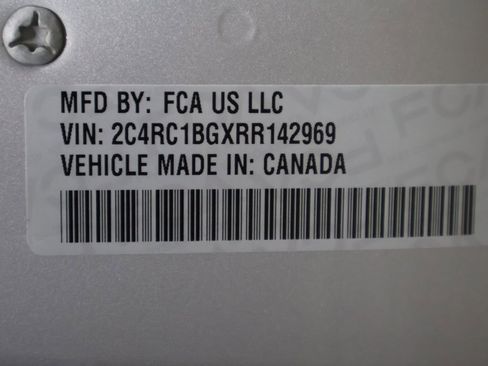 MFD BY: FCA US LLC
VIN: 2C4RC1BGXRR142969
VEHICLE MADE IN: CANADA